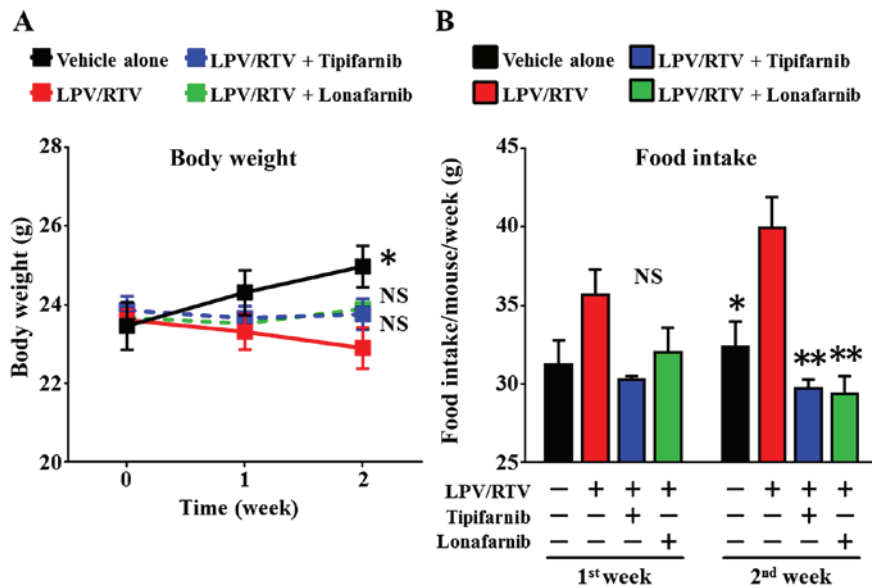 A
Vehicle alone
LPV/RTV + Tipifarnib
LPV/RTV
LPV/RTV + Lonafarnib
Body weight
Body weight (g)
28
26
24
22
20
*
NS
NS
0 1 2
Time (week)
B
Vehicle alone
LPV/RTV + Tipifarnib
LPV/RTV
LPV/RTV + Lonafarnib
Food intake
Food intake/mouse/week (g)
45
40
35
30
25
NS
*
**
**
LPV/RTV − + + + − + + +
Tipifarnib − − + − − − + −
Lonafarnib − − − + − − − +
1st week 2nd week